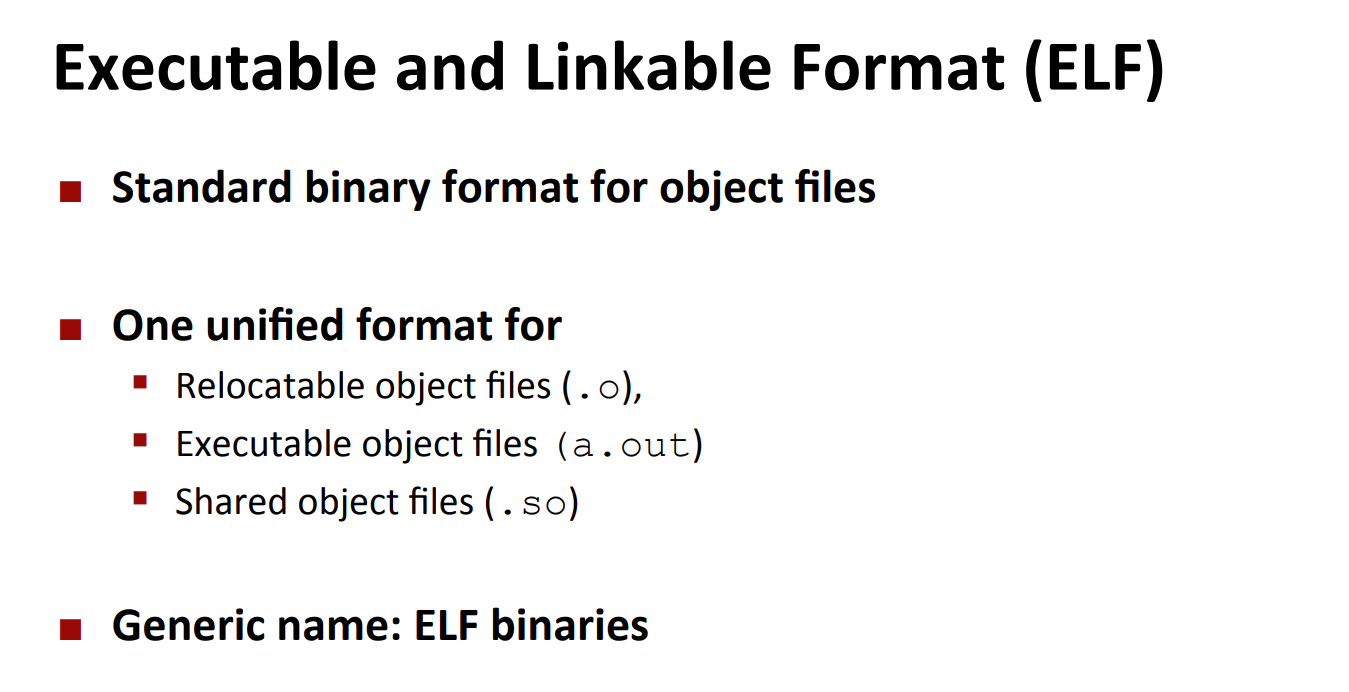 Executable and Linkable Format (ELF)
Standard binary format for object files
One unified format for
Relocatable object files (.o),
Executable object files (a.out)
Shared object files (.so)
Generic name: ELF binaries